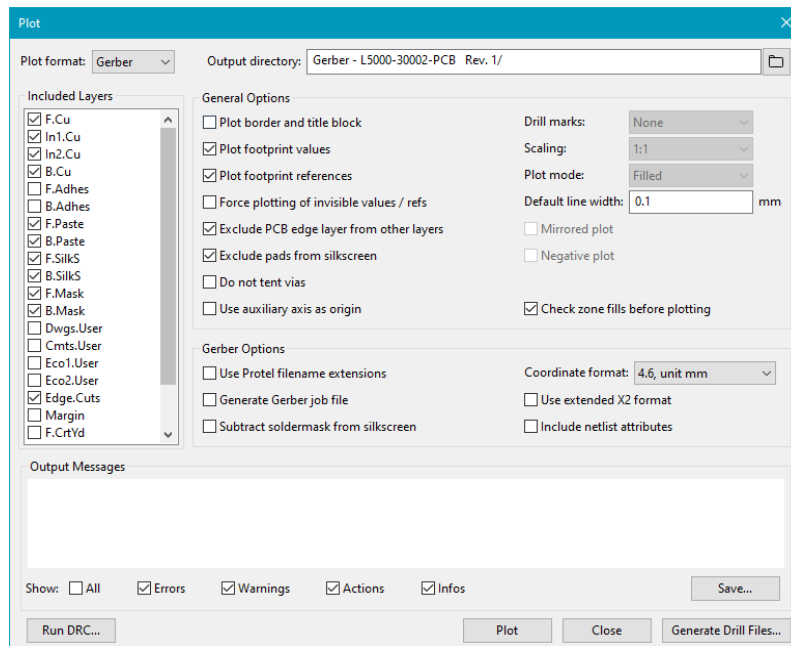 Plot
Plot format: Gerber Output directory: Gerber - L5000-30002-PCB Rev. 1/
Included Layers
F.Cu
In1.Cu
In2.Cu
B.Cu
F.Adhes
B.Adhes
F.Paste
B.Paste
F.SilkS
B.SilkS
F.Mask
B.Mask
Dwgs.User
Cmts.User
Eco1.User
Eco2.User
Edge.Cuts
Margin
F.CrtYd
General Options
Plot border and title block
Plot footprint values
Plot footprint references
Force plotting of invisible values / refs
Exclude PCB edge layer from other layers
Exclude pads from silkscreen
Do not tent vias
Use auxiliary axis as origin
Drill marks: None
Scaling: 1:1
Plot mode: Filled
Default line width: 0.1 mm
Mirrored plot
Negative plot
Check zone fills before plotting
Gerber Options
Use Protel filename extensions
Generate Gerber job file
Subtract soldermask from silkscreen
Coordinate format: 4.6, unit mm
Use extended X2 format
Include netlist attributes
Output Messages
Show: All Errors Warnings Actions Infos Save...
Run DRC... Plot Close Generate Drill Files...